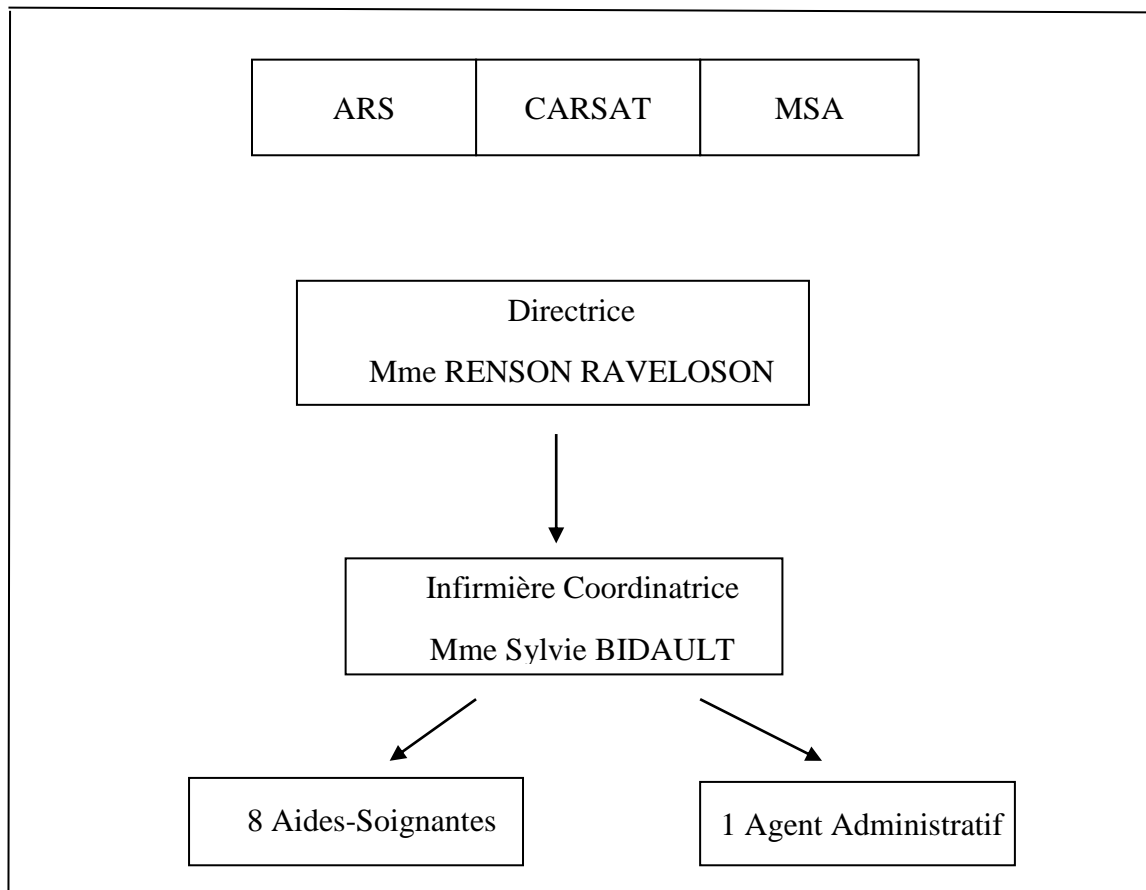 ARS CARSAT MSA
Directrice
Mme RENSON RAVELOSON
Infirmière Coordinatrice
Mme Sylvie BIDAULT
8 Aides-Soignantes
1 Agent Administratif